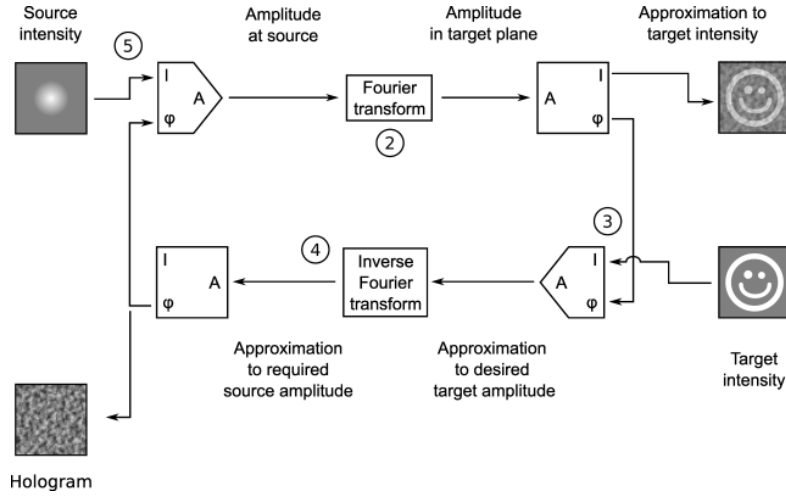 Source
intensity
Amplitude
at source
Amplitude
in target plane
Approximation to
target intensity
5
I
A
φ
Fourier
transform
2
I
A
φ
3
I
A
φ
4
Inverse
Fourier
transform
I
A
φ
Approximation
to required
source amplitude
Approximation
to desired
target amplitude
Target
intensity
Hologram